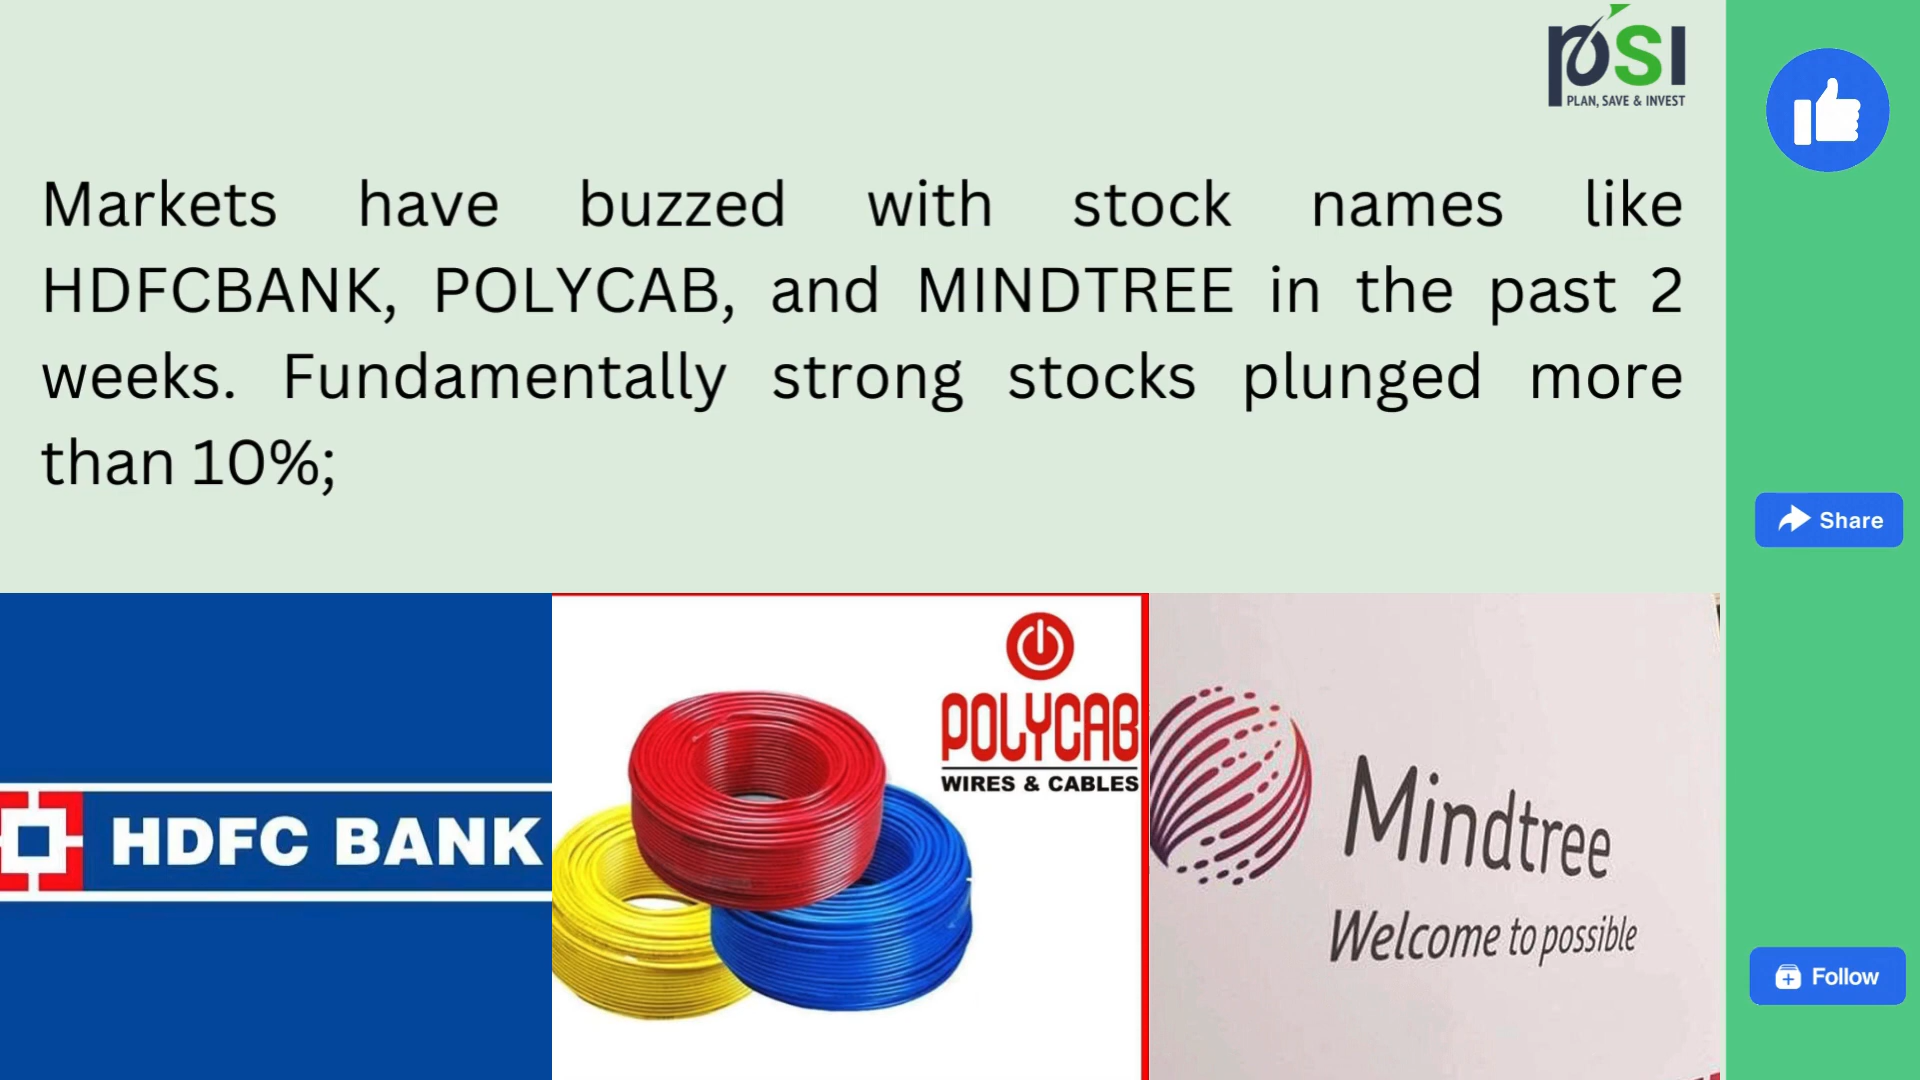 pSI
PLAN, SAVE & INVEST
Markets have buzzed with stock names like
HDFCBANK, POLYCAB, and MINDTREE in the past 2
weeks. Fundamentally strong stocks plunged more
than 10%;
Share
HDFC BANK
POLYCAB
WIRES & CABLES
Mindtree
Welcome to possible
Follow